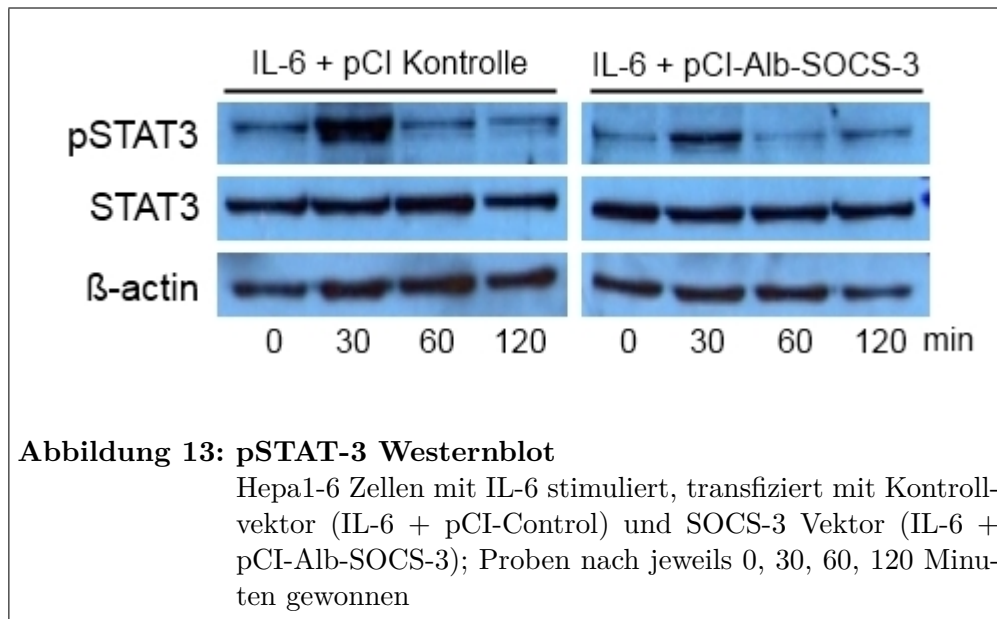 IL-6 + pCI Kontrolle
IL-6 + pCI-Alb-SOCS-3
pSTAT3
STAT3
ß-actin
0 30 60 120 0 30 60 120 min
Abbildung 13: pSTAT-3 Westernblot
Hepa1-6 Zellen mit IL-6 stimuliert, transfiziert mit Kontroll-
vektor (IL-6 + pCI-Control) und SOCS-3 Vektor (IL-6 +
pCI-Alb-SOCS-3); Proben nach jeweils 0, 30, 60, 120 Minu-
ten gewonnen